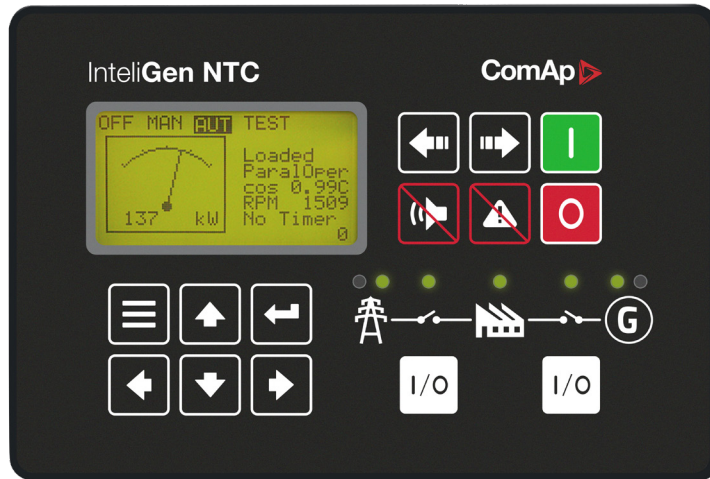 InteliGen NTC
ComAp
OFF MAN AUT TEST
Loaded
ParalOper
cos 0.99C
RPM 1509
No Timer
0
137 kW
I
O
G
I/O
I/O